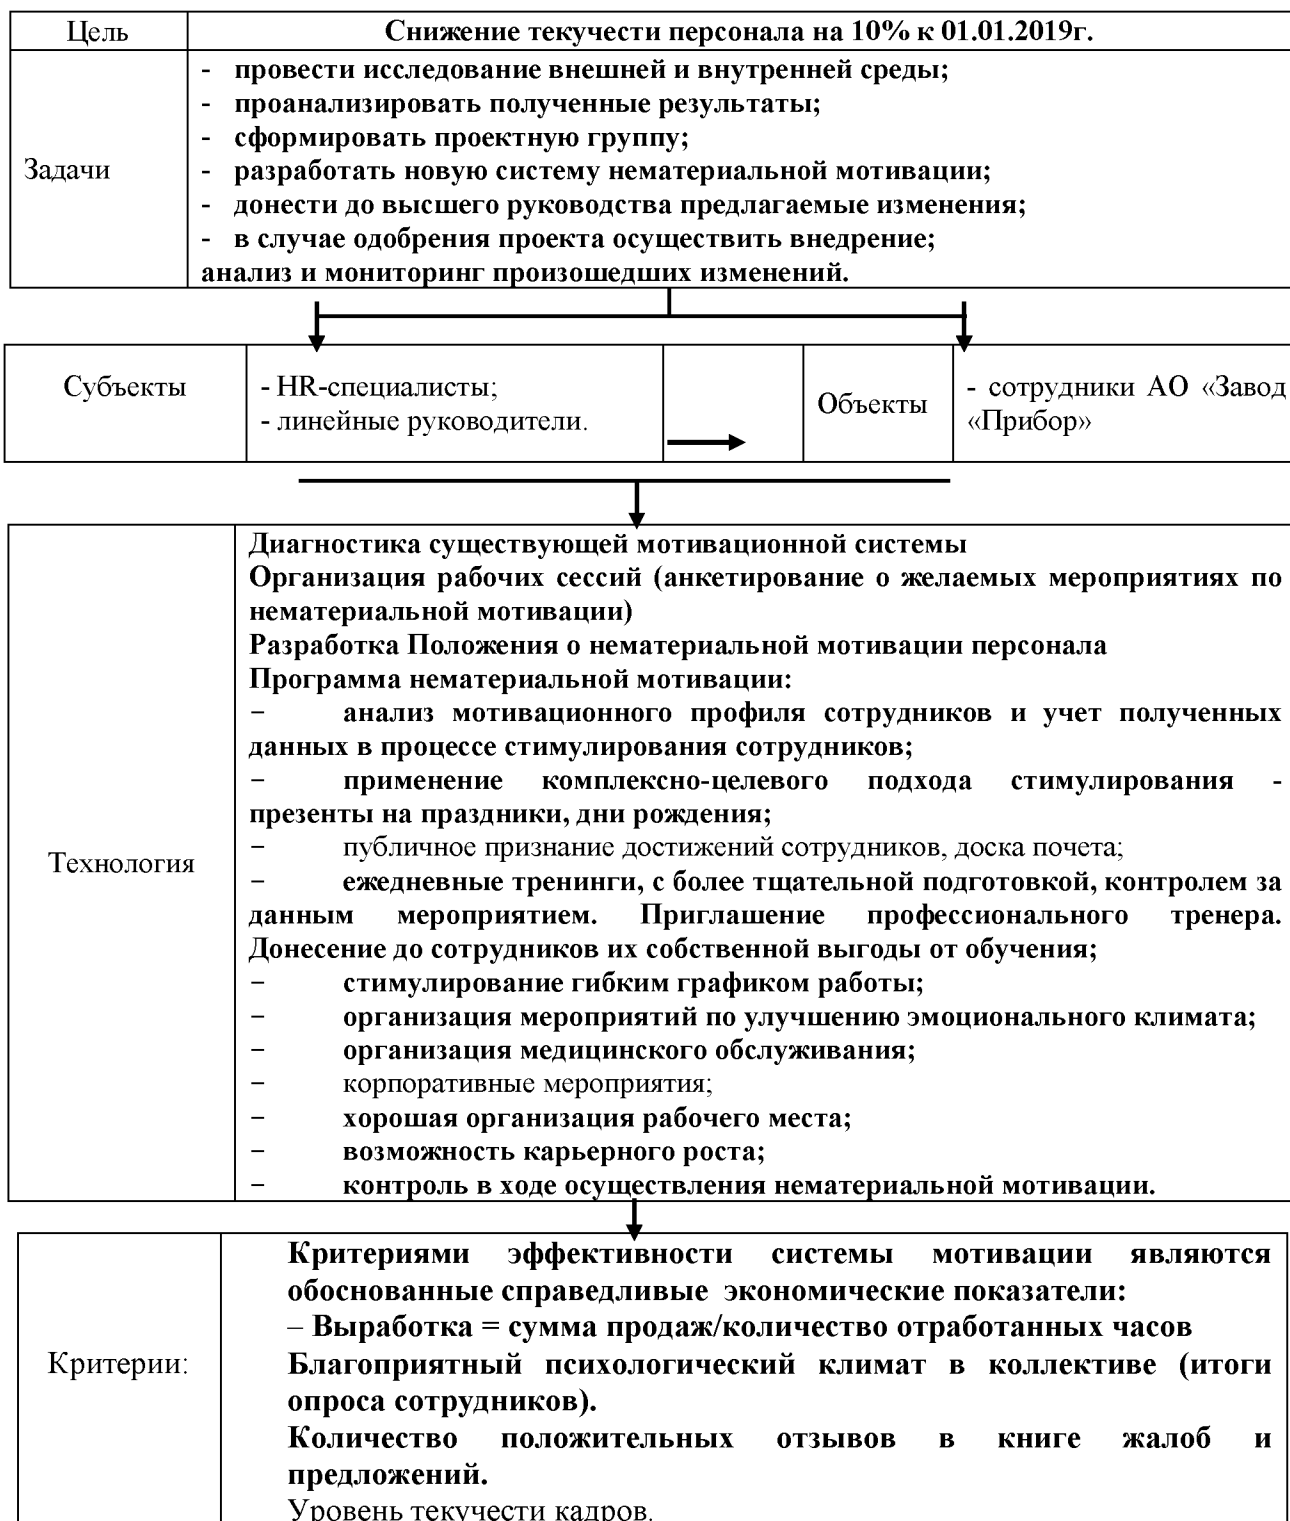 Цель Снижение текучести персонала на 10% к 01.01.2019г.
Задачи
- провести исследование внешней и внутренней среды;
- проанализировать полученные результаты;
- сформировать проектную группу;
- разработать новую систему нематериальной мотивации;
- донести до высшего руководства предлагаемые изменения;
- в случае одобрения проекта осуществить внедрение;
анализ и мониторинг произошедших изменений.
Субъекты
- HR-специалисты;
- линейные руководители.
Объекты
- сотрудники АО «Завод
«Прибор»
Технология
Диагностика существующей мотивационной системы
Организация рабочих сессий (анкетирование о желаемых мероприятиях по
нематериальной мотивации)
Разработка Положения о нематериальной мотивации персонала
Программа нематериальной мотивации:
− анализ мотивационного профиля сотрудников и учет полученных
данных в процессе стимулирования сотрудников;
− применение комплексно-целевого подхода стимулирования -
презенты на праздники, дни рождения;
− публичное признание достижений сотрудников, доска почета;
− ежедневные тренинги, с более тщательной подготовкой, контролем за
данным мероприятием. Приглашение профессионального тренера.
Донесение до сотрудников их собственной выгоды от обучения;
− стимулирование гибким графиком работы;
− организация мероприятий по улучшению эмоционального климата;
− организация медицинского обслуживания;
− корпоративные мероприятия;
− хорошая организация рабочего места;
− возможность карьерного роста;
− контроль в ходе осуществления нематериальной мотивации.
Критерии:
Критериями эффективности системы мотивации являются
обоснованные справедливые экономические показатели:
– Выработка = сумма продаж/количество отработанных часов
Благоприятный психологический климат в коллективе (итоги
опроса сотрудников).
Количество положительных отзывов в книге жалоб и
предложений.
Уровень текучести кадров.